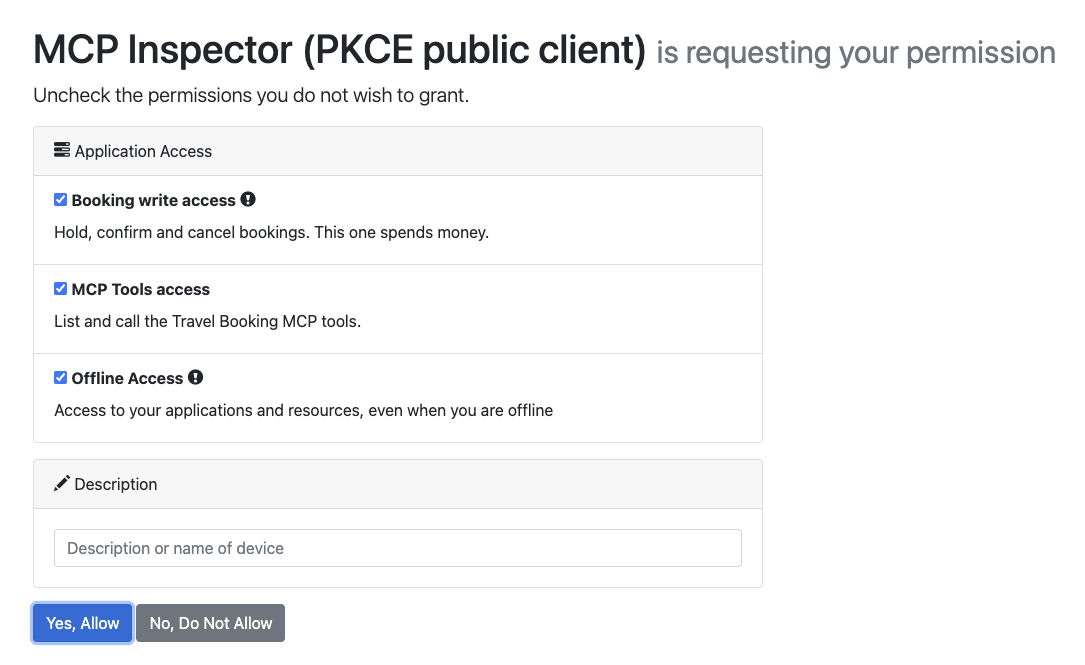 MCP Inspector (PKCE public client) is requesting your permission
Uncheck the permissions you do not wish to grant.
Application Access
Booking write access
Hold, confirm and cancel bookings. This one spends money.
MCP Tools access
List and call the Travel Booking MCP tools.
Offline Access
Access to your applications and resources, even when you are offline
Description
Description or name of device
Yes, Allow No, Do Not Allow